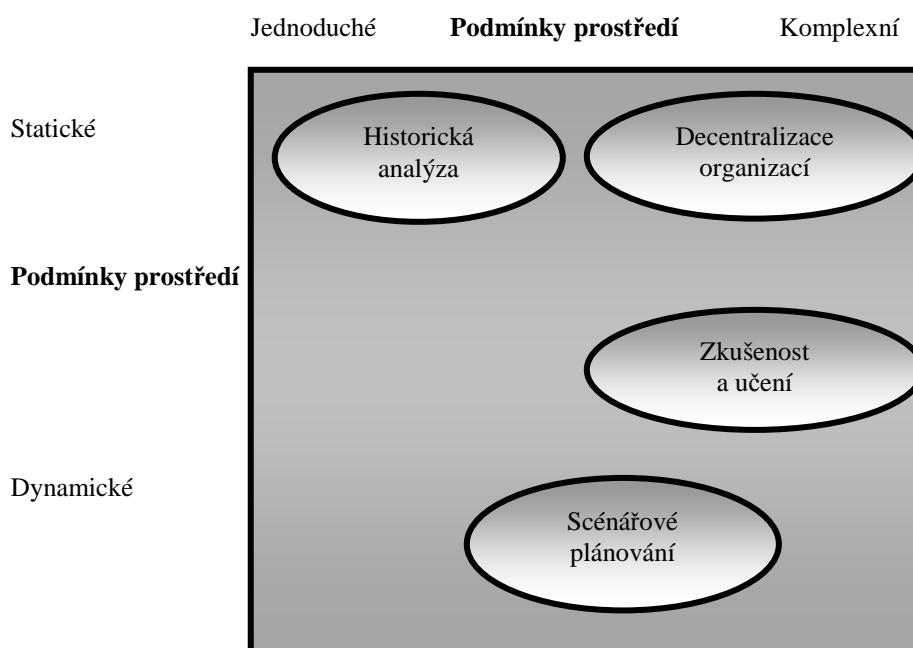 Jednoduché Podmínky prostředí Komplexní
Statické
Historická
analýza
Decentralizace
organizací
Podmínky prostředí
Zkušenost
a učení
Dynamické
Scénářové
plánování